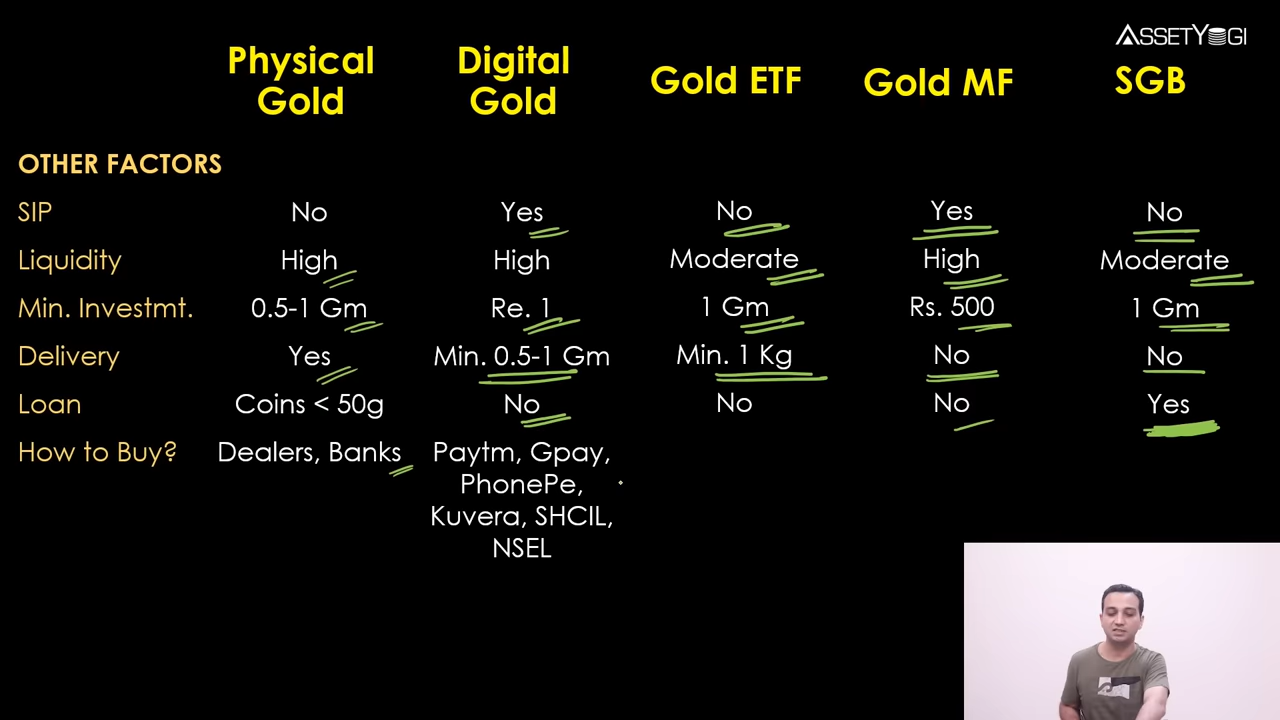 ASSETYOGI
Physical Gold
Digital Gold
Gold ETF
Gold MF
SGB
OTHER FACTORS
SIP No Yes No Yes No
Liquidity High High Moderate High Moderate
Min. Investmt. 0.5-1 Gm Re. 1 1 Gm Rs. 500 1 Gm
Delivery Yes Min. 0.5-1 Gm Min. 1 Kg No No
Loan Coins < 50g No No No Yes
How to Buy? Dealers, Banks Paytm, Gpay,
PhonePe,
Kuvera, SHCIL,
NSEL